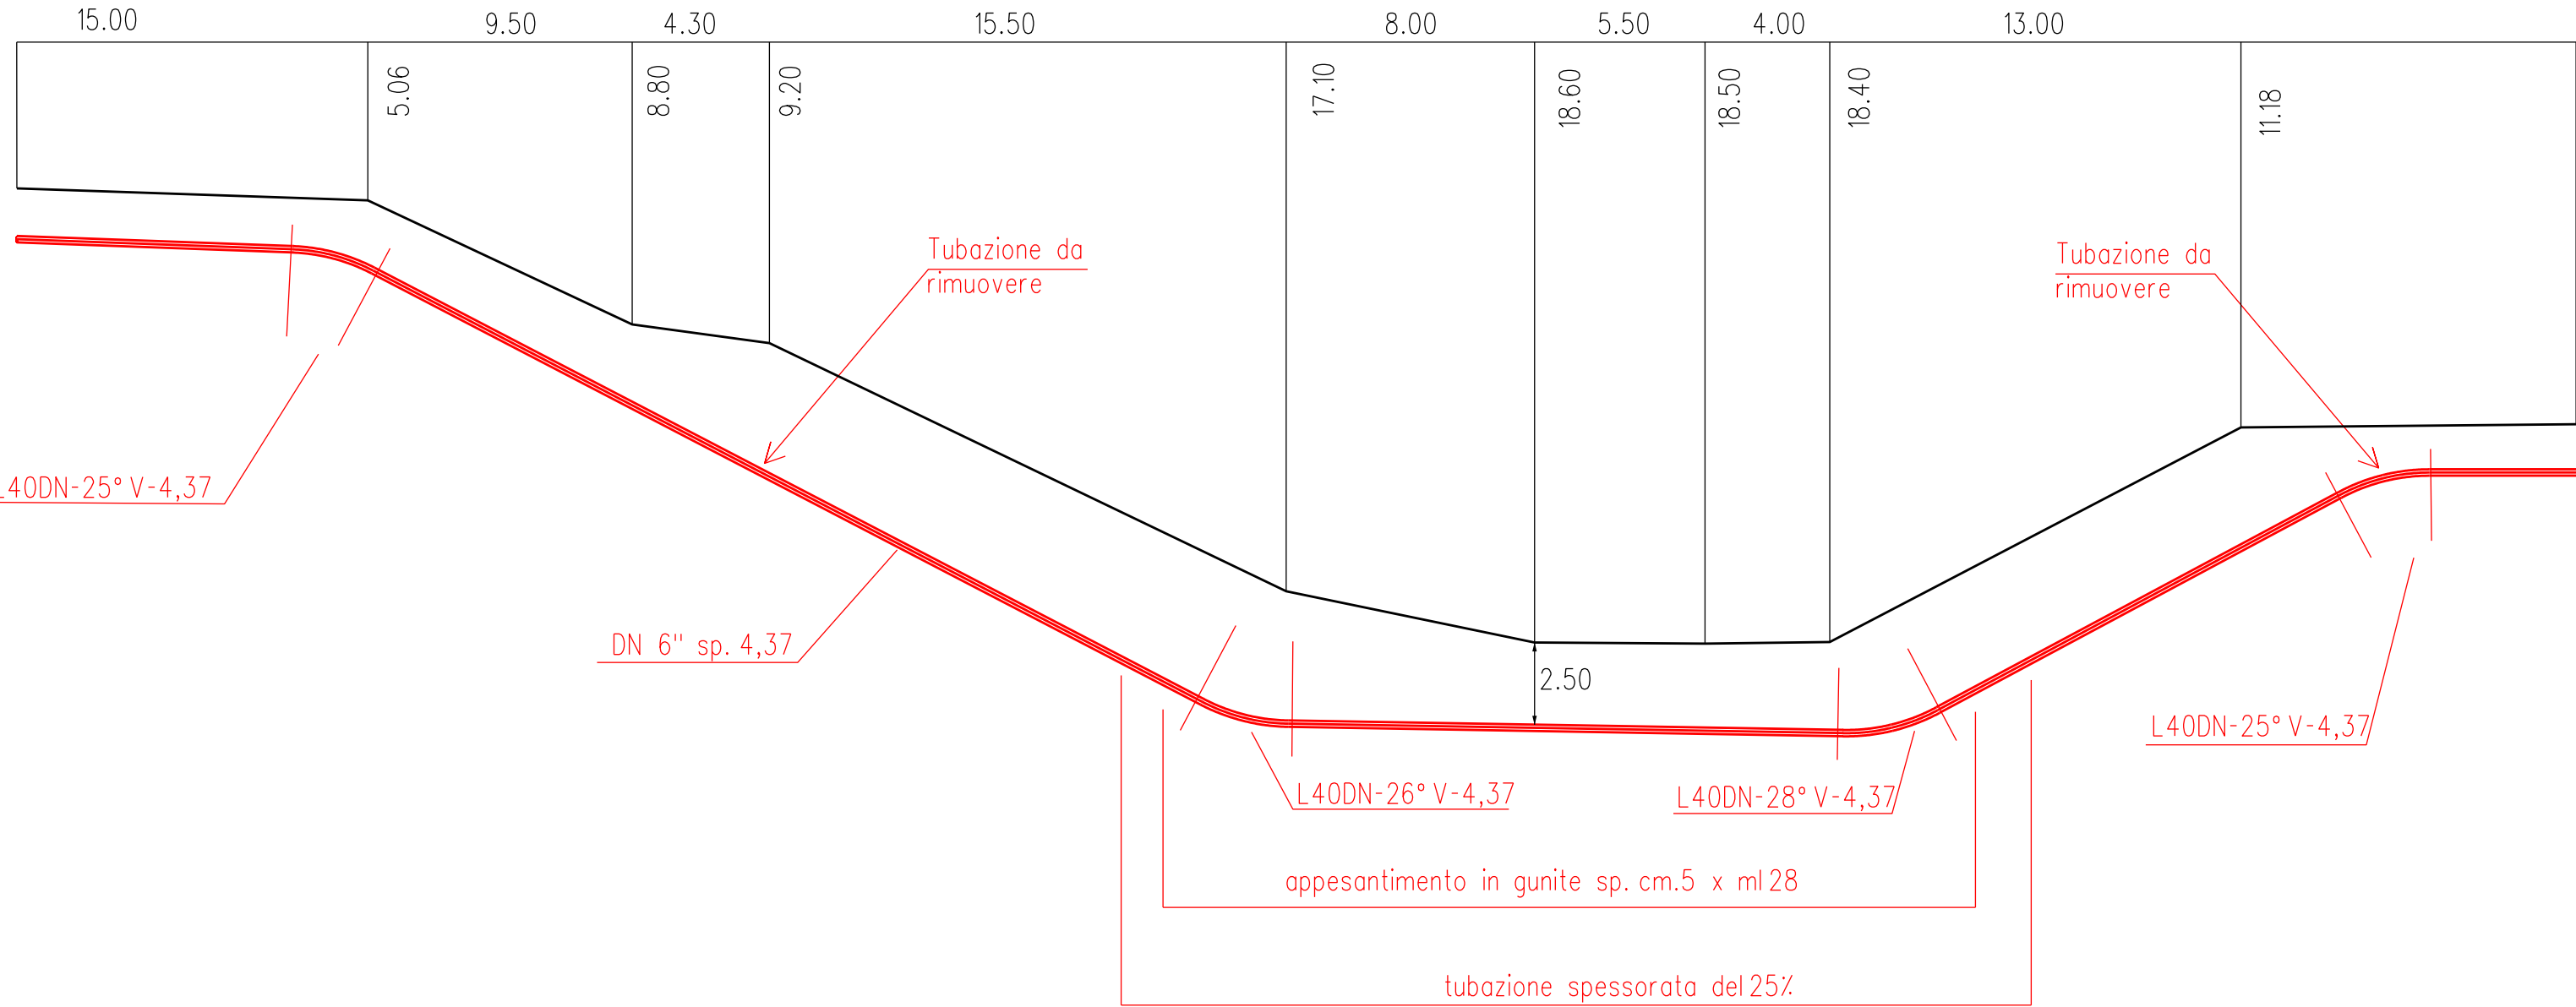 15.00
9.50
4.30
15.50
8.00
5.50
4.00
13.00
5.06
8.80
9.20
17.10
18.60
18.50
18.40
11.18
Tubazione da
rimuovere
Tubazione da
rimuovere
L40DN-25° V-4,37
DN 6" sp. 4,37
2.50
L40DN-25° V-4,37
L40DN-26° V-4,37
L40DN-28° V-4,37
appesantimento in gunite sp. cm.5 x ml 28
tubazione spessorata del 25%